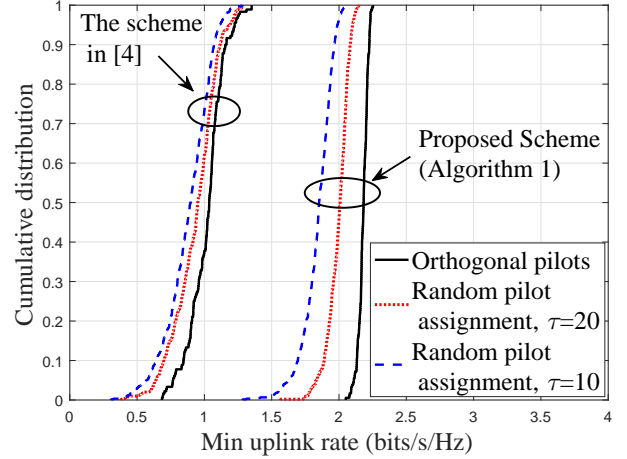 1
0.9
0.8
0.7
0.6
0.5
0.4
0.3
0.2
0.1
0
Cumulative distribution
The scheme
in [4]
Proposed Scheme
(Algorithm 1)
Orthogonal pilots
Random pilot
assignment, τ=20
Random pilot
assignment, τ=10
0 0.5 1 1.5 2 2.5 3 3.5 4
Min uplink rate (bits/s/Hz)